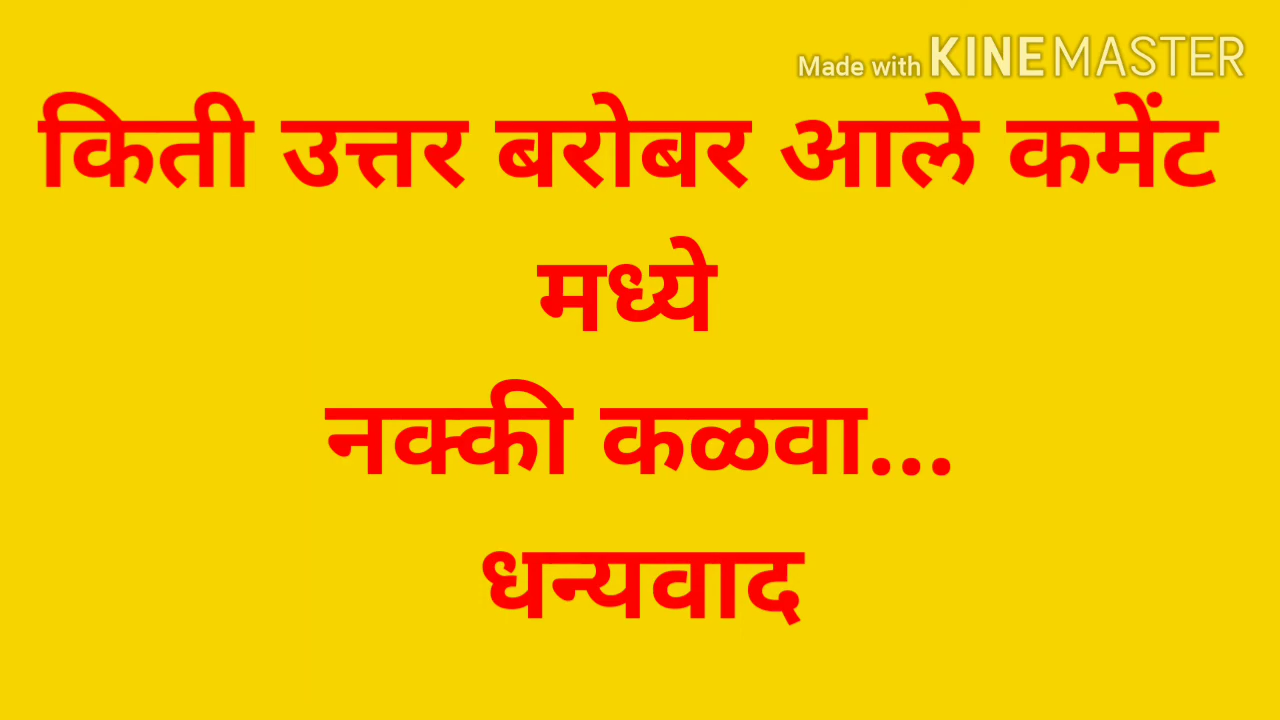 Made with KINEMASTER
किती उत्तर बरोबर आले कमेंट
मध्ये
नक्की कळवा...
धन्यवाद